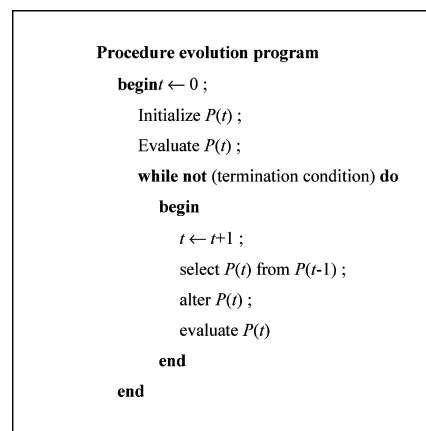 Procedure evolution program
begint ← 0 ;
Initialize P(t) ;
Evaluate P(t) ;
while not (termination condition) do
begin
t ← t+1 ;
select P(t) from P(t-1) ;
alter P(t) ;
evaluate P(t)
end
end